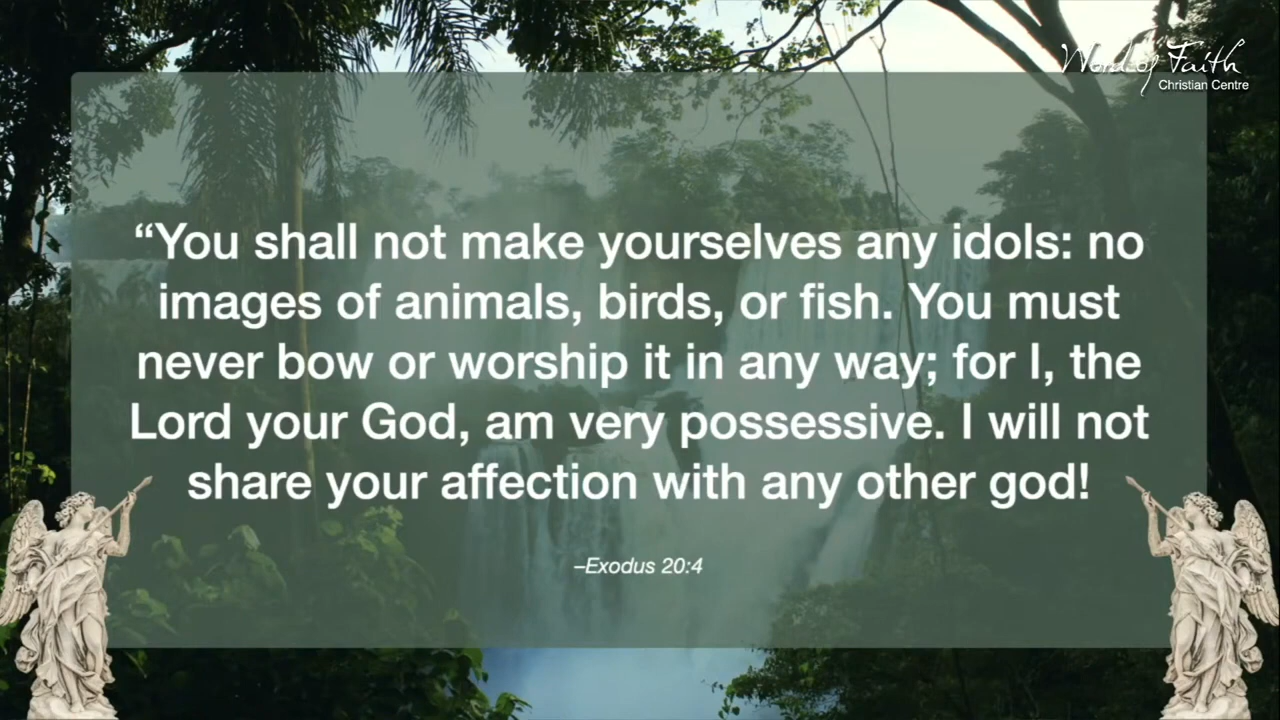 Word of Faith
Christian Centre
“You shall not make yourselves any idols: no
images of animals, birds, or fish. You must
never bow or worship it in any way; for I, the
Lord your God, am very possessive. I will not
share your affection with any other god!
–Exodus 20:4